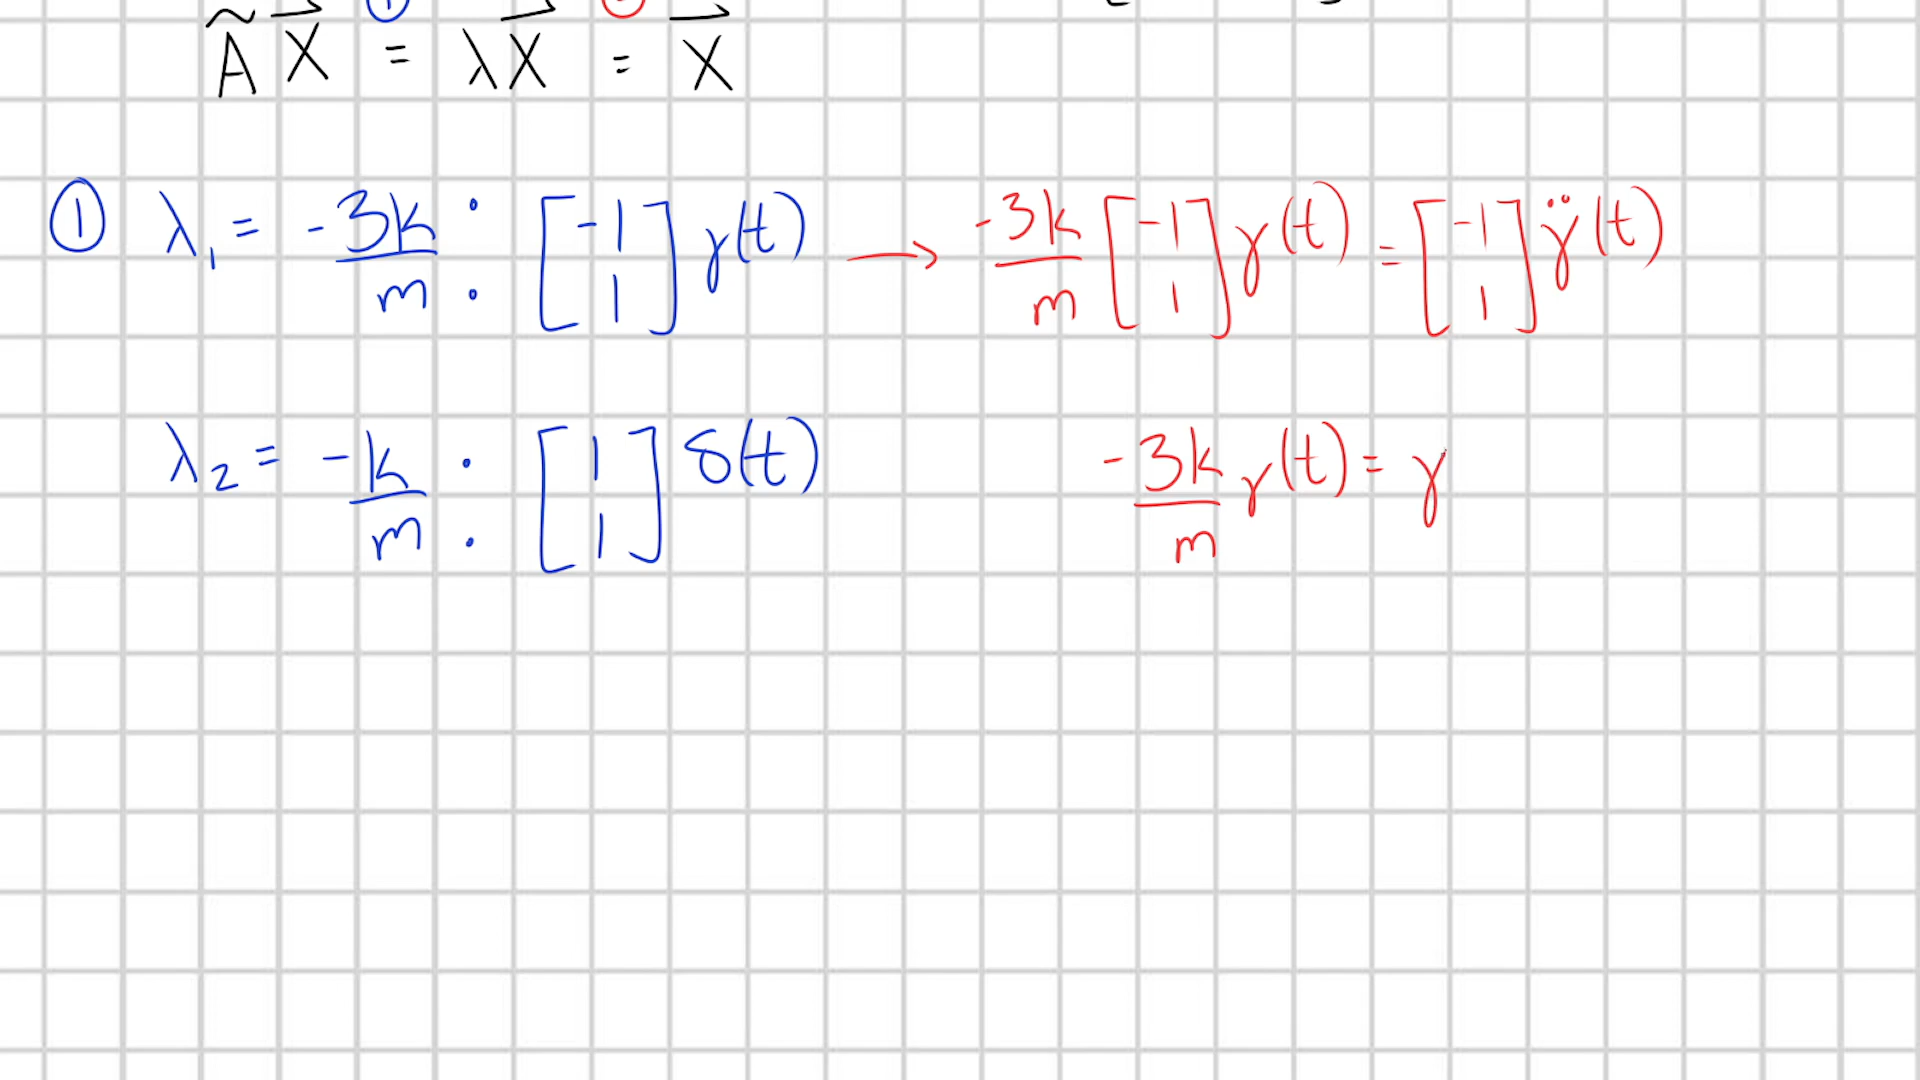 Ã X⃗ = λX⃗ = X⃗
① λ₁ = -3k/m : [-1 1] γ(t) → -3k/m [-1 1] γ(t) = [-1 1] γ̈(t)
λ₂ = -k/m : [1 1] δ(t)
-3k/m γ(t) = γ